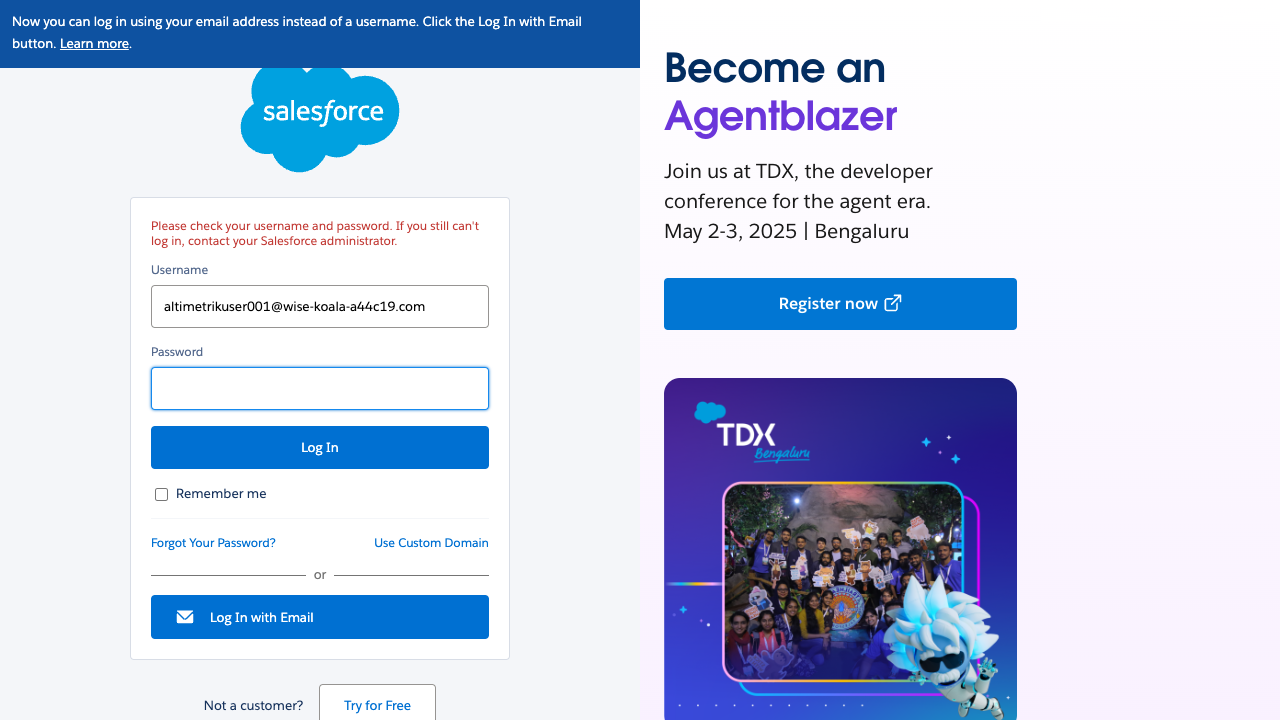 Now you can log in using your email address instead of a username. Click the Log In with Email
button. Learn more.
salesforce
Please check your username and password. If you still can't
log in, contact your Salesforce administrator.
Username
altimetrikuser001@wise-koala-a44c19.com
Password
Log In
Remember me
Forgot Your Password?
Use Custom Domain
or
Log In with Email
Not a customer?
Try for Free
Become an
Agentblazer
Join us at TDX, the developer
conference for the agent era.
May 2-3, 2025 | Bengaluru
Register now
TDX
Bengaluru